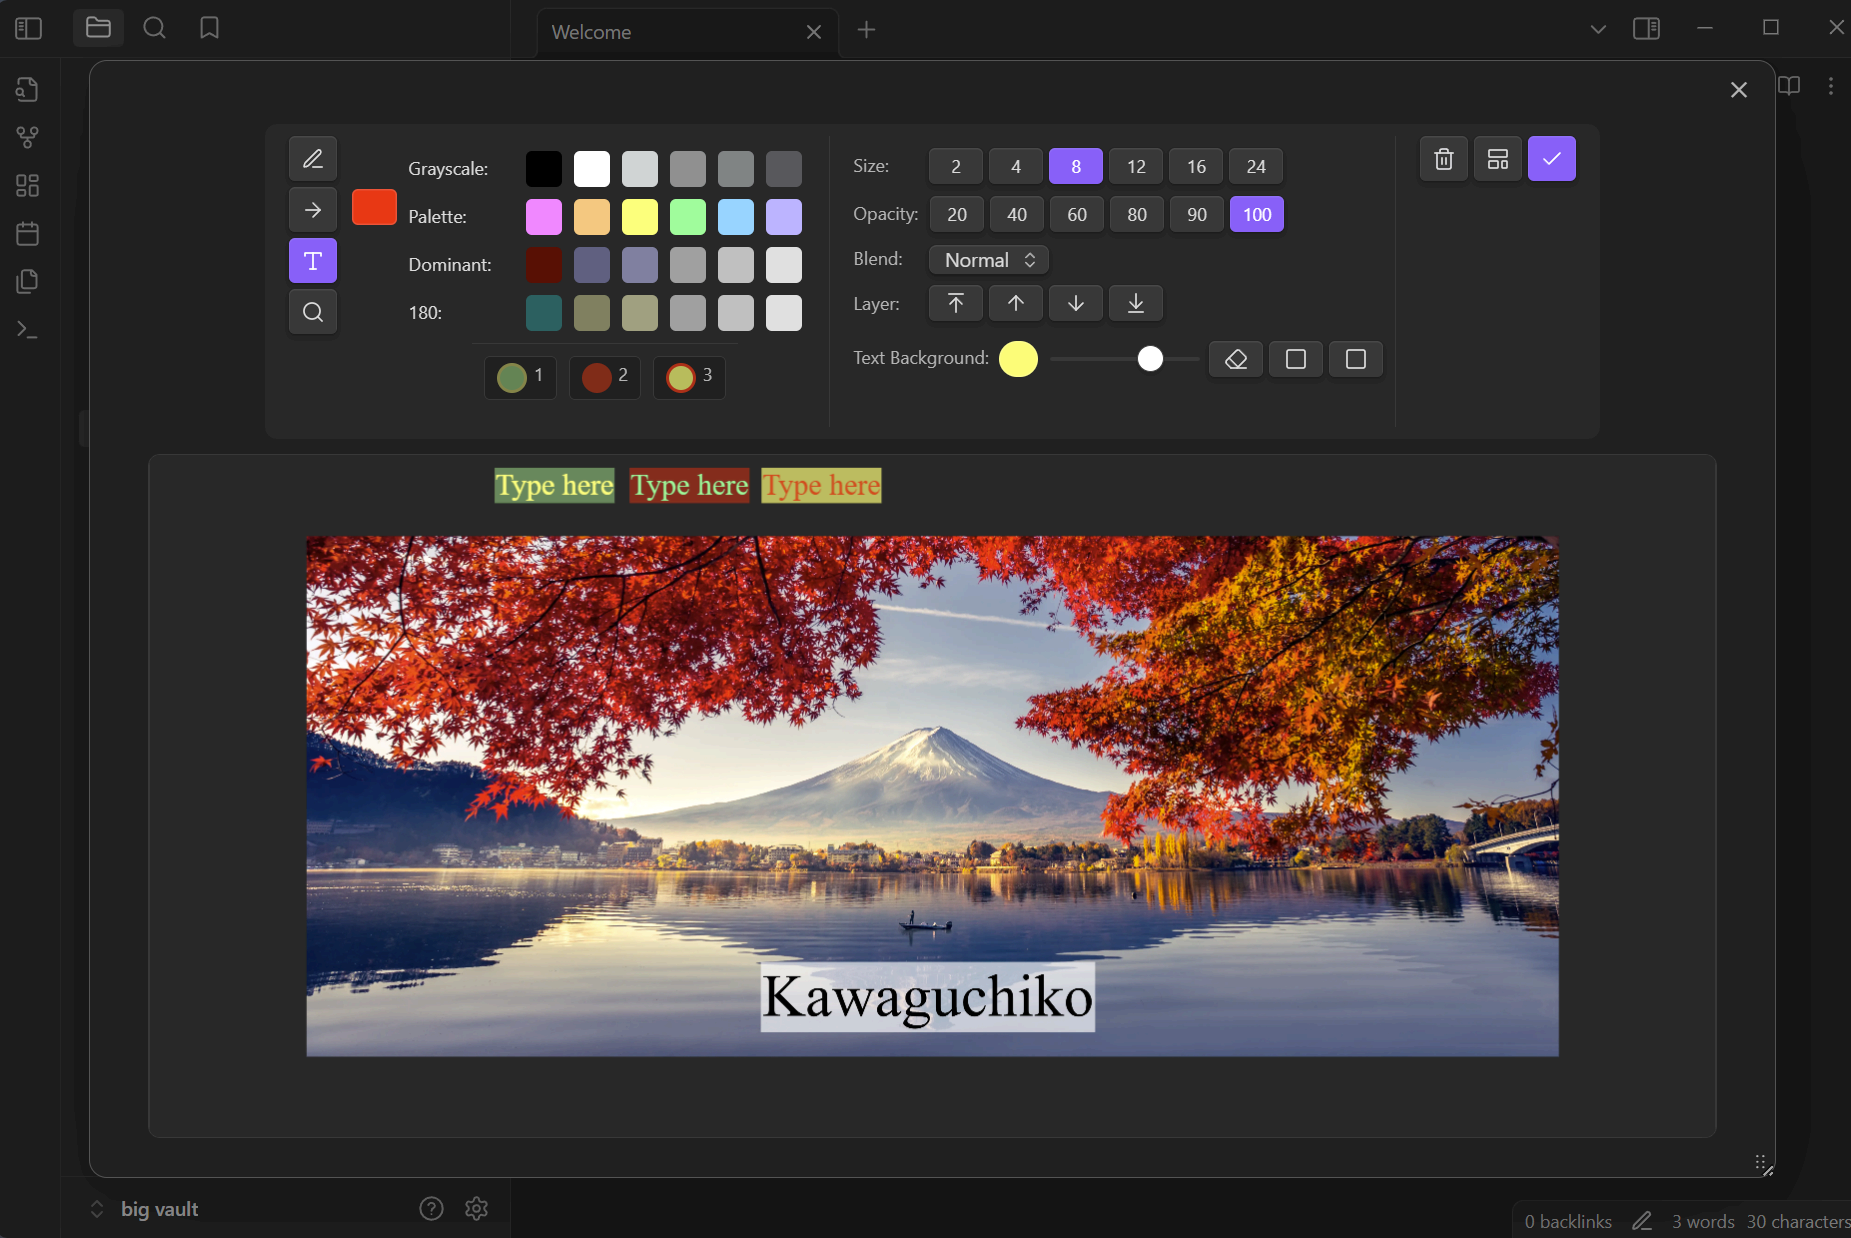 Welcome
Grayscale:
Palette:
Dominant:
180:
1 2 3
Size: 2 4 8 12 16 24
Opacity: 20 40 60 80 90 100
Blend: Normal
Layer:
Text Background:
Type here Type here Type here
Kawaguchiko
big vault
0 backlinks 3 words 30 characters